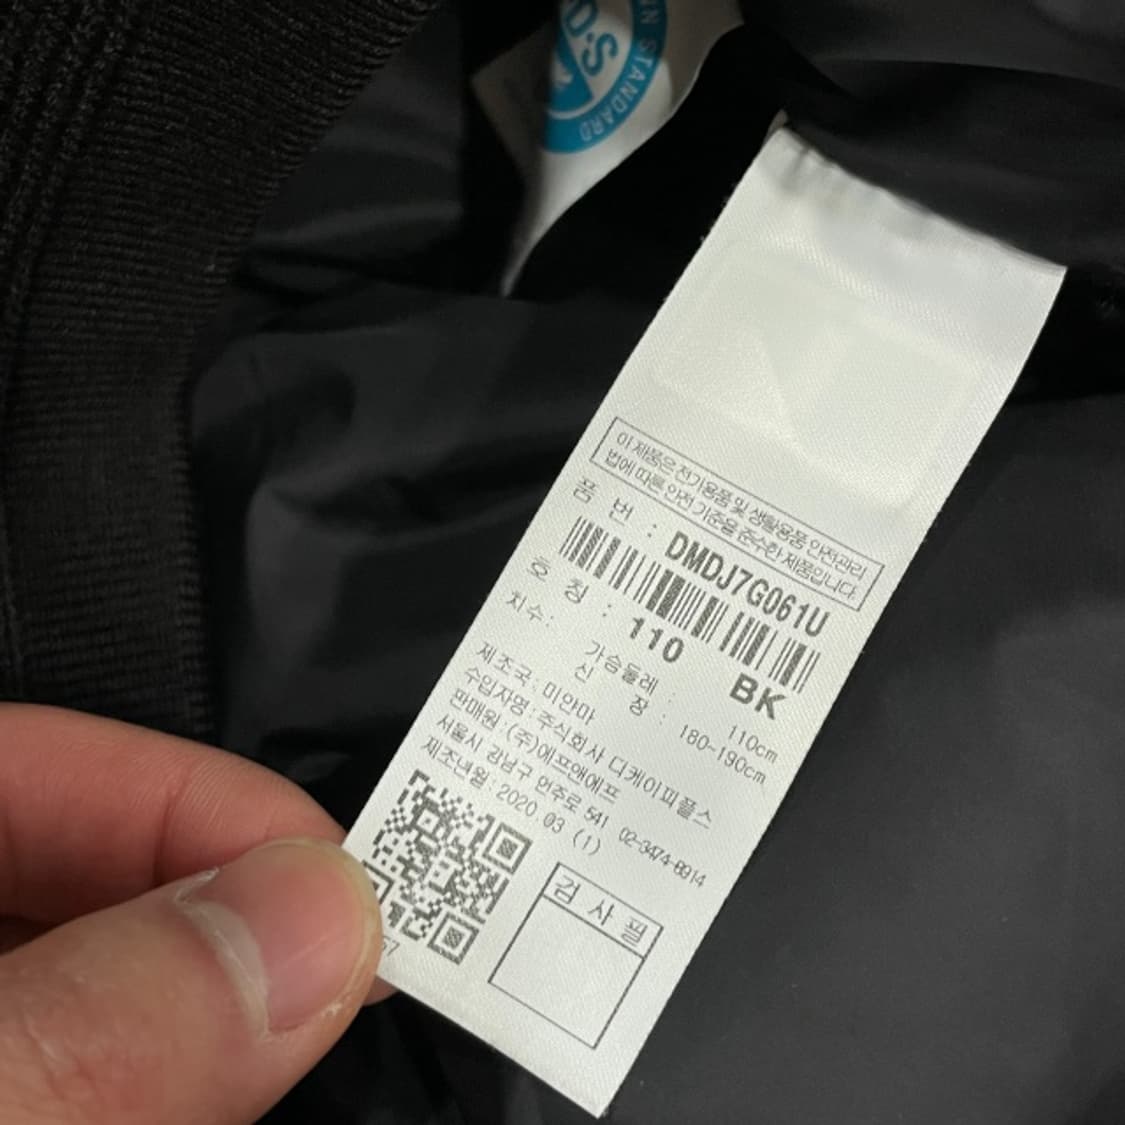 D.S
N STANDARD
이 제품은 전기용품 및 생활용품 안전관리
법에 따른 안전 기준을 준수한 제품입니다.
품 번 : DMDJ7G061U
호 칭 : 110 BK
치수: 가슴둘레 : 110cm
신 장 : 180-190cm
제조국: 미얀마
수입자명: 주식회사 디케이피플스
판매원: (주)에프앤에프
서울시 강남구 언주로 541 02-3474-8914
제조년월: 2020.03 (1)
검 사 필
57